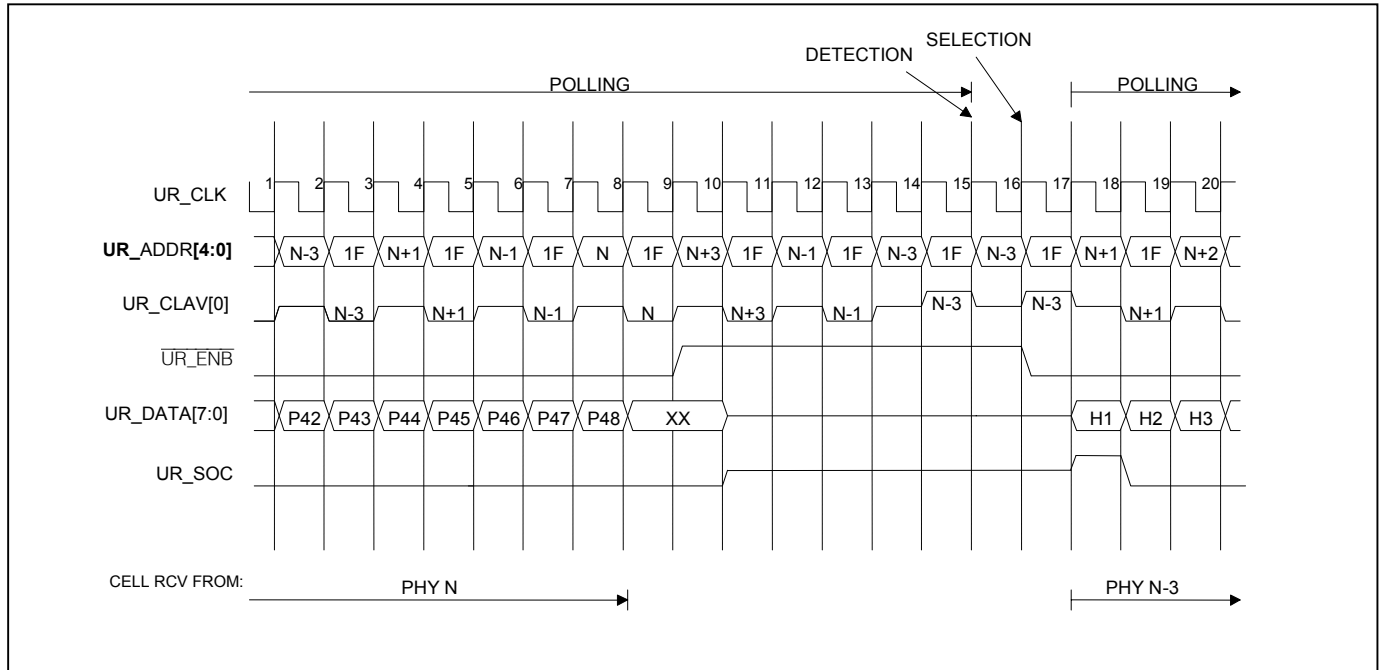 SELECTION
DETECTION
POLLING POLLING
UR_CLK 1 2 3 4 5 6 7 8 9 10 11 12 13 14 15 16 17 18 19 20
UR_ADDR[4:0] N-3 1F N+1 1F N-1 1F N 1F N+3 1F N-1 1F N-3 1F N-3 1F N+1 1F N+2
UR_CLAV[0] N-3 N+1 N-1 N N+3 N-1 N-3 N-3 N+1
UR_ENB
UR_DATA[7:0] P42 P43 P44 P45 P46 P47 P48 XX H1 H2 H3
UR_SOC
CELL RCV FROM: PHY N PHY N-3